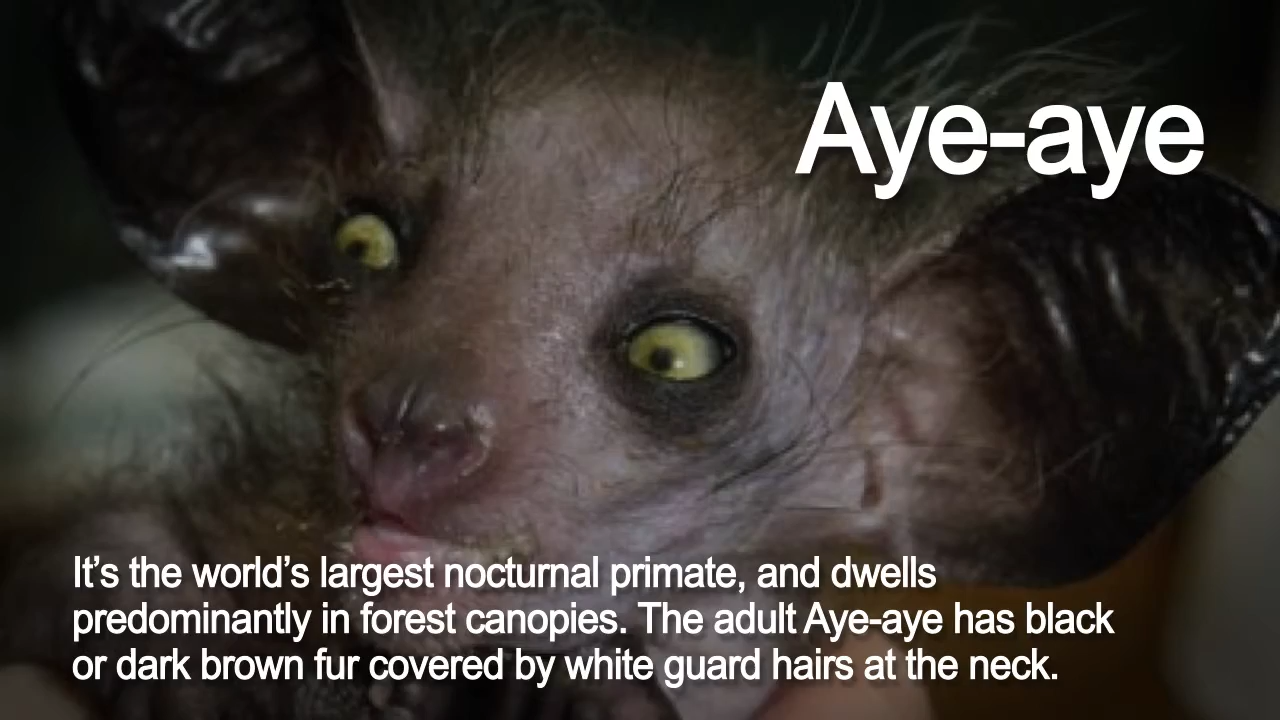 Aye-aye
It’s the world’s largest nocturnal primate, and dwells
predominantly in forest canopies. The adult Aye-aye has black
or dark brown fur covered by white guard hairs at the neck.